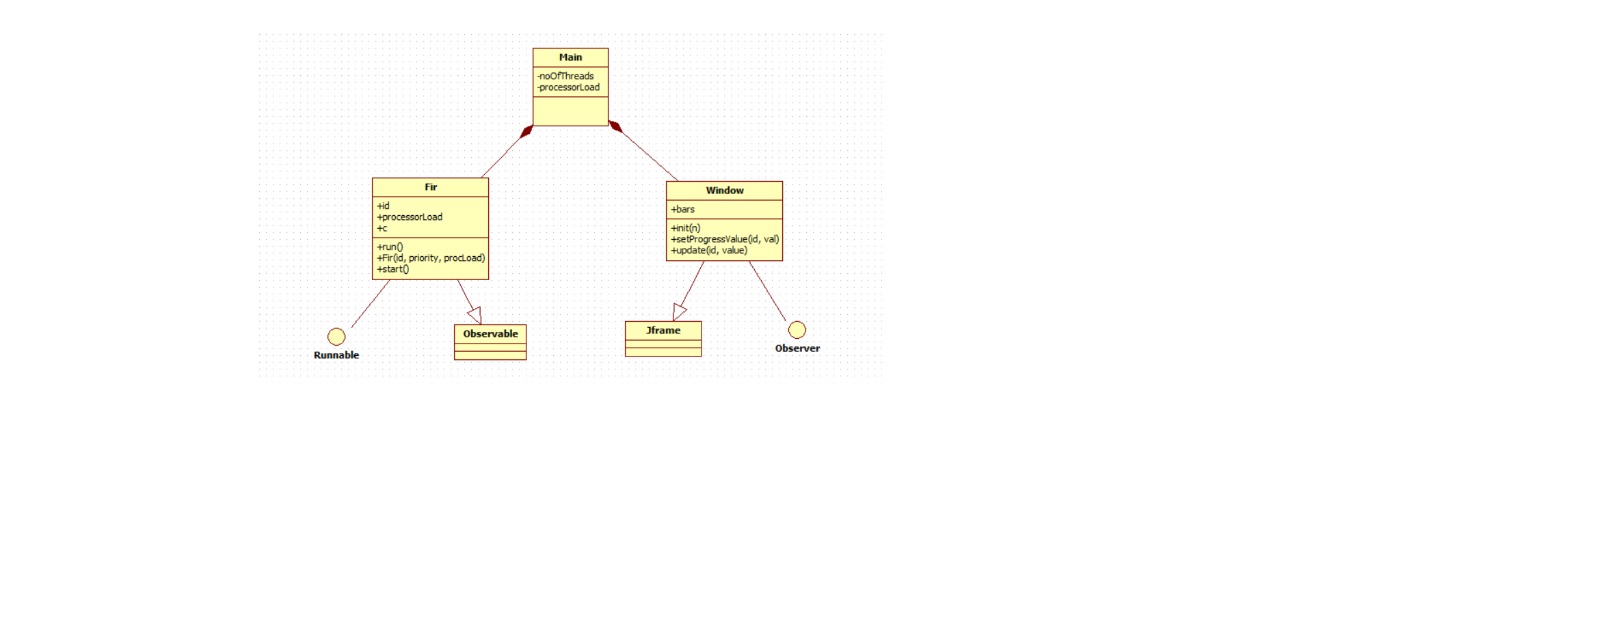 Main
-noOfThreads
-processorLoad
Fir
+id
+processorLoad
+c
+run()
+Fir(id, priority, procLoad)
+start()
Window
+bars
+init(n)
+setProgressValue(id, val)
+update(id, value)
Runnable
Observable
Jframe
Observer